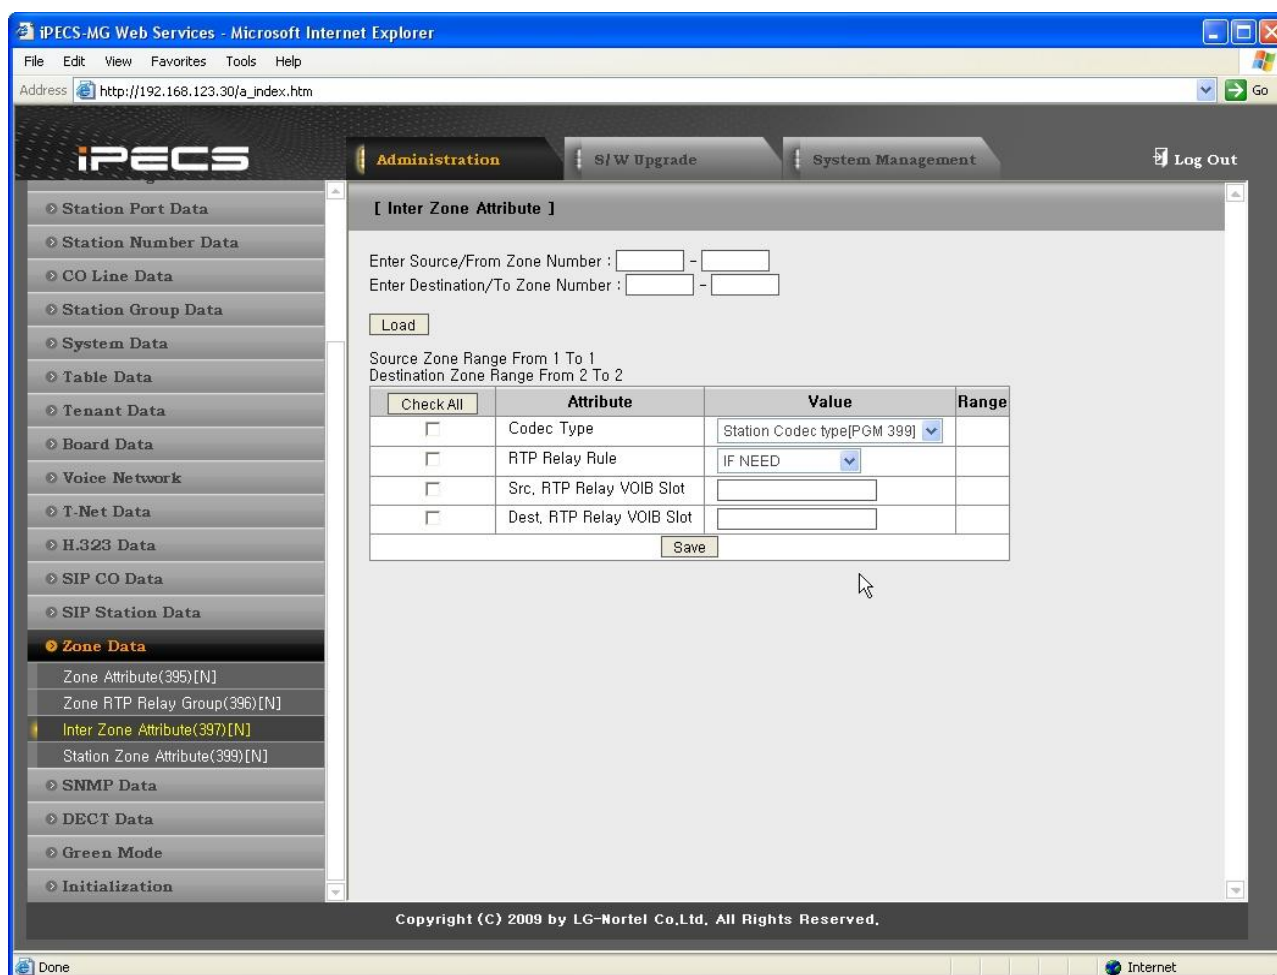 iPECS-MG Web Services - Microsoft Internet Explorer
File Edit View Favorites Tools Help
Address http://192.168.123.30/a_index.htm Go
iPECS
Administration S/W Upgrade System Management Log Out
Station Port Data
Station Number Data
CO Line Data
Station Group Data
System Data
Table Data
Tenant Data
Board Data
Voice Network
T-Net Data
H.323 Data
SIP CO Data
SIP Station Data
Zone Data
Zone Attribute(395)[N]
Zone RTP Relay Group(396)[N]
Inter Zone Attribute(397)[N]
Station Zone Attribute(399)[N]
SNMP Data
DECT Data
Green Mode
Initialization
[ Inter Zone Attribute ]
Enter Source/From Zone Number : -
Enter Destination/To Zone Number : -
Load
Source Zone Range From 1 To 1
Destination Zone Range From 2 To 2
Check All Attribute Value Range
Codec Type Station Codec type[PGM 399]
RTP Relay Rule IF NEED
Src, RTP Relay VOIB Slot
Dest, RTP Relay VOIB Slot
Save
Copyright (C) 2009 by LG-Nortel Co,Ltd, All Rights Reserved,
Done Internet